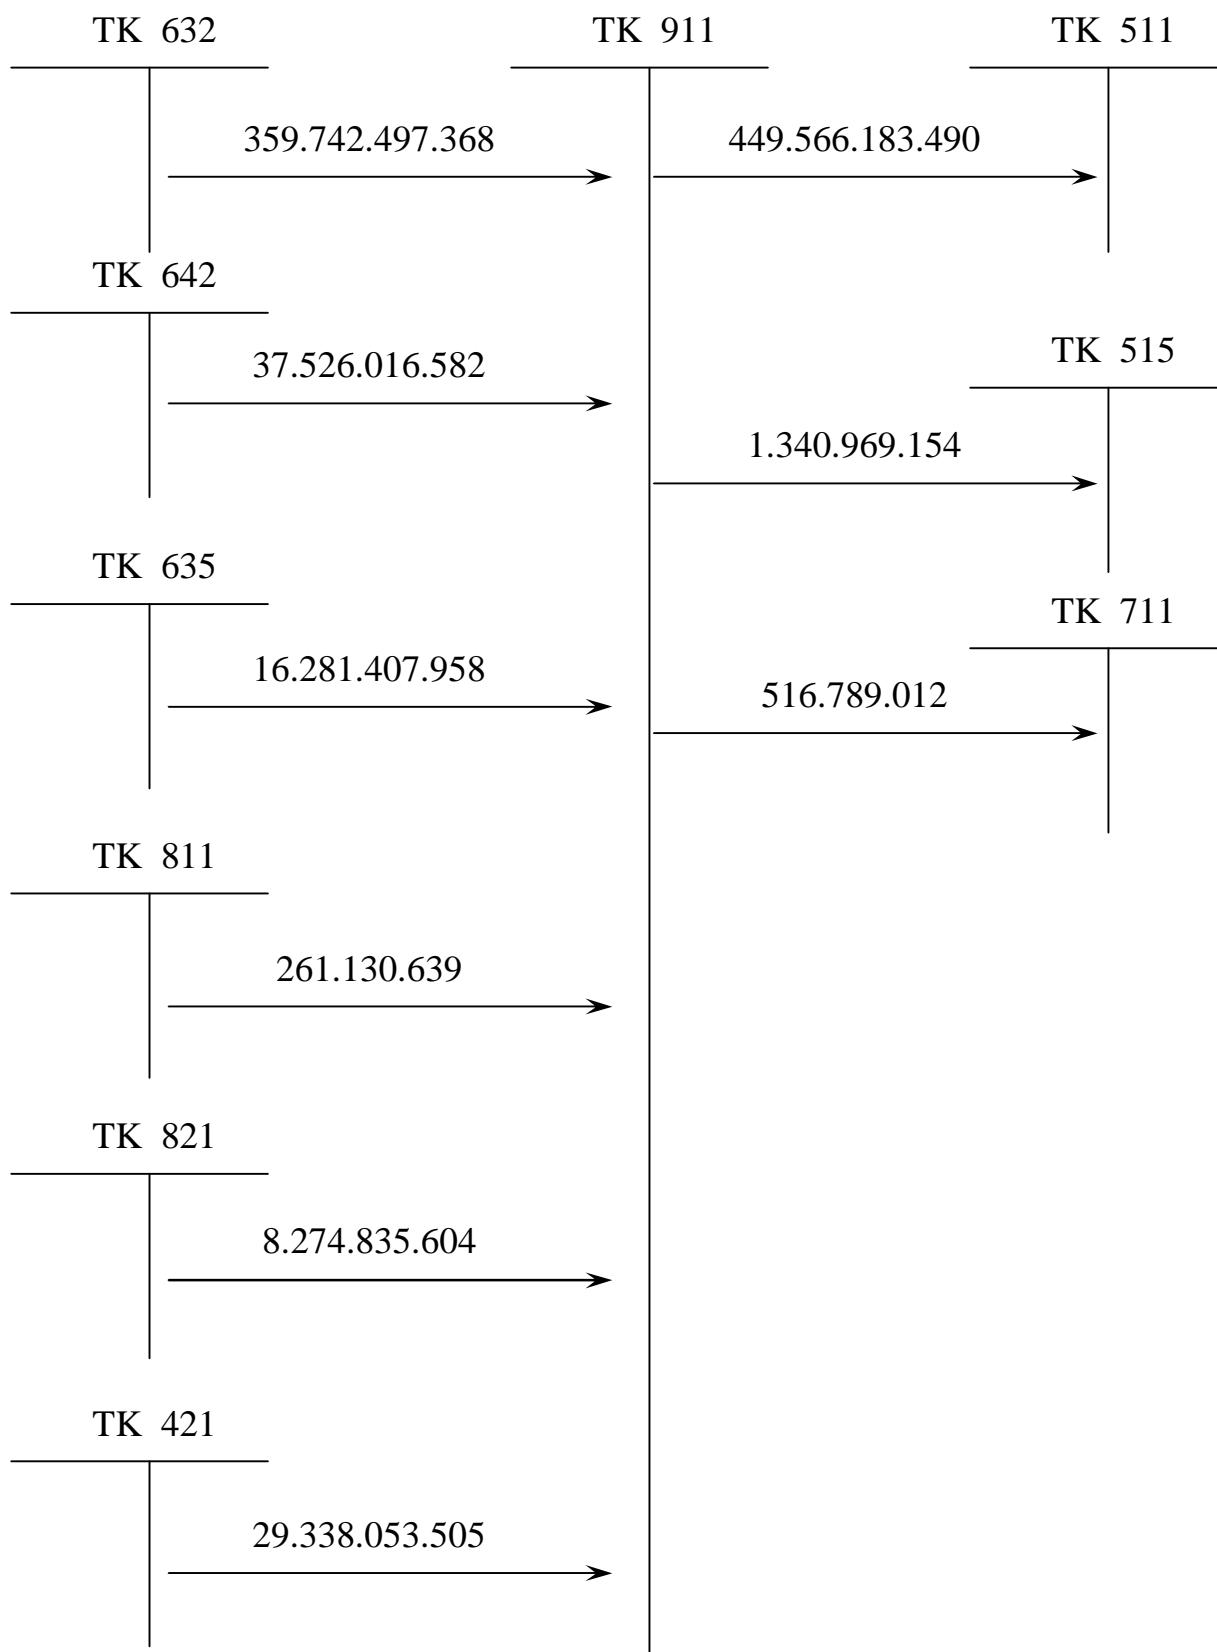 TK 632
TK 911
TK 511
359.742.497.368
449.566.183.490
TK 642
TK 515
37.526.016.582
1.340.969.154
TK 635
TK 711
16.281.407.958
516.789.012
TK 811
261.130.639
TK 821
8.274.835.604
TK 421
29.338.053.505